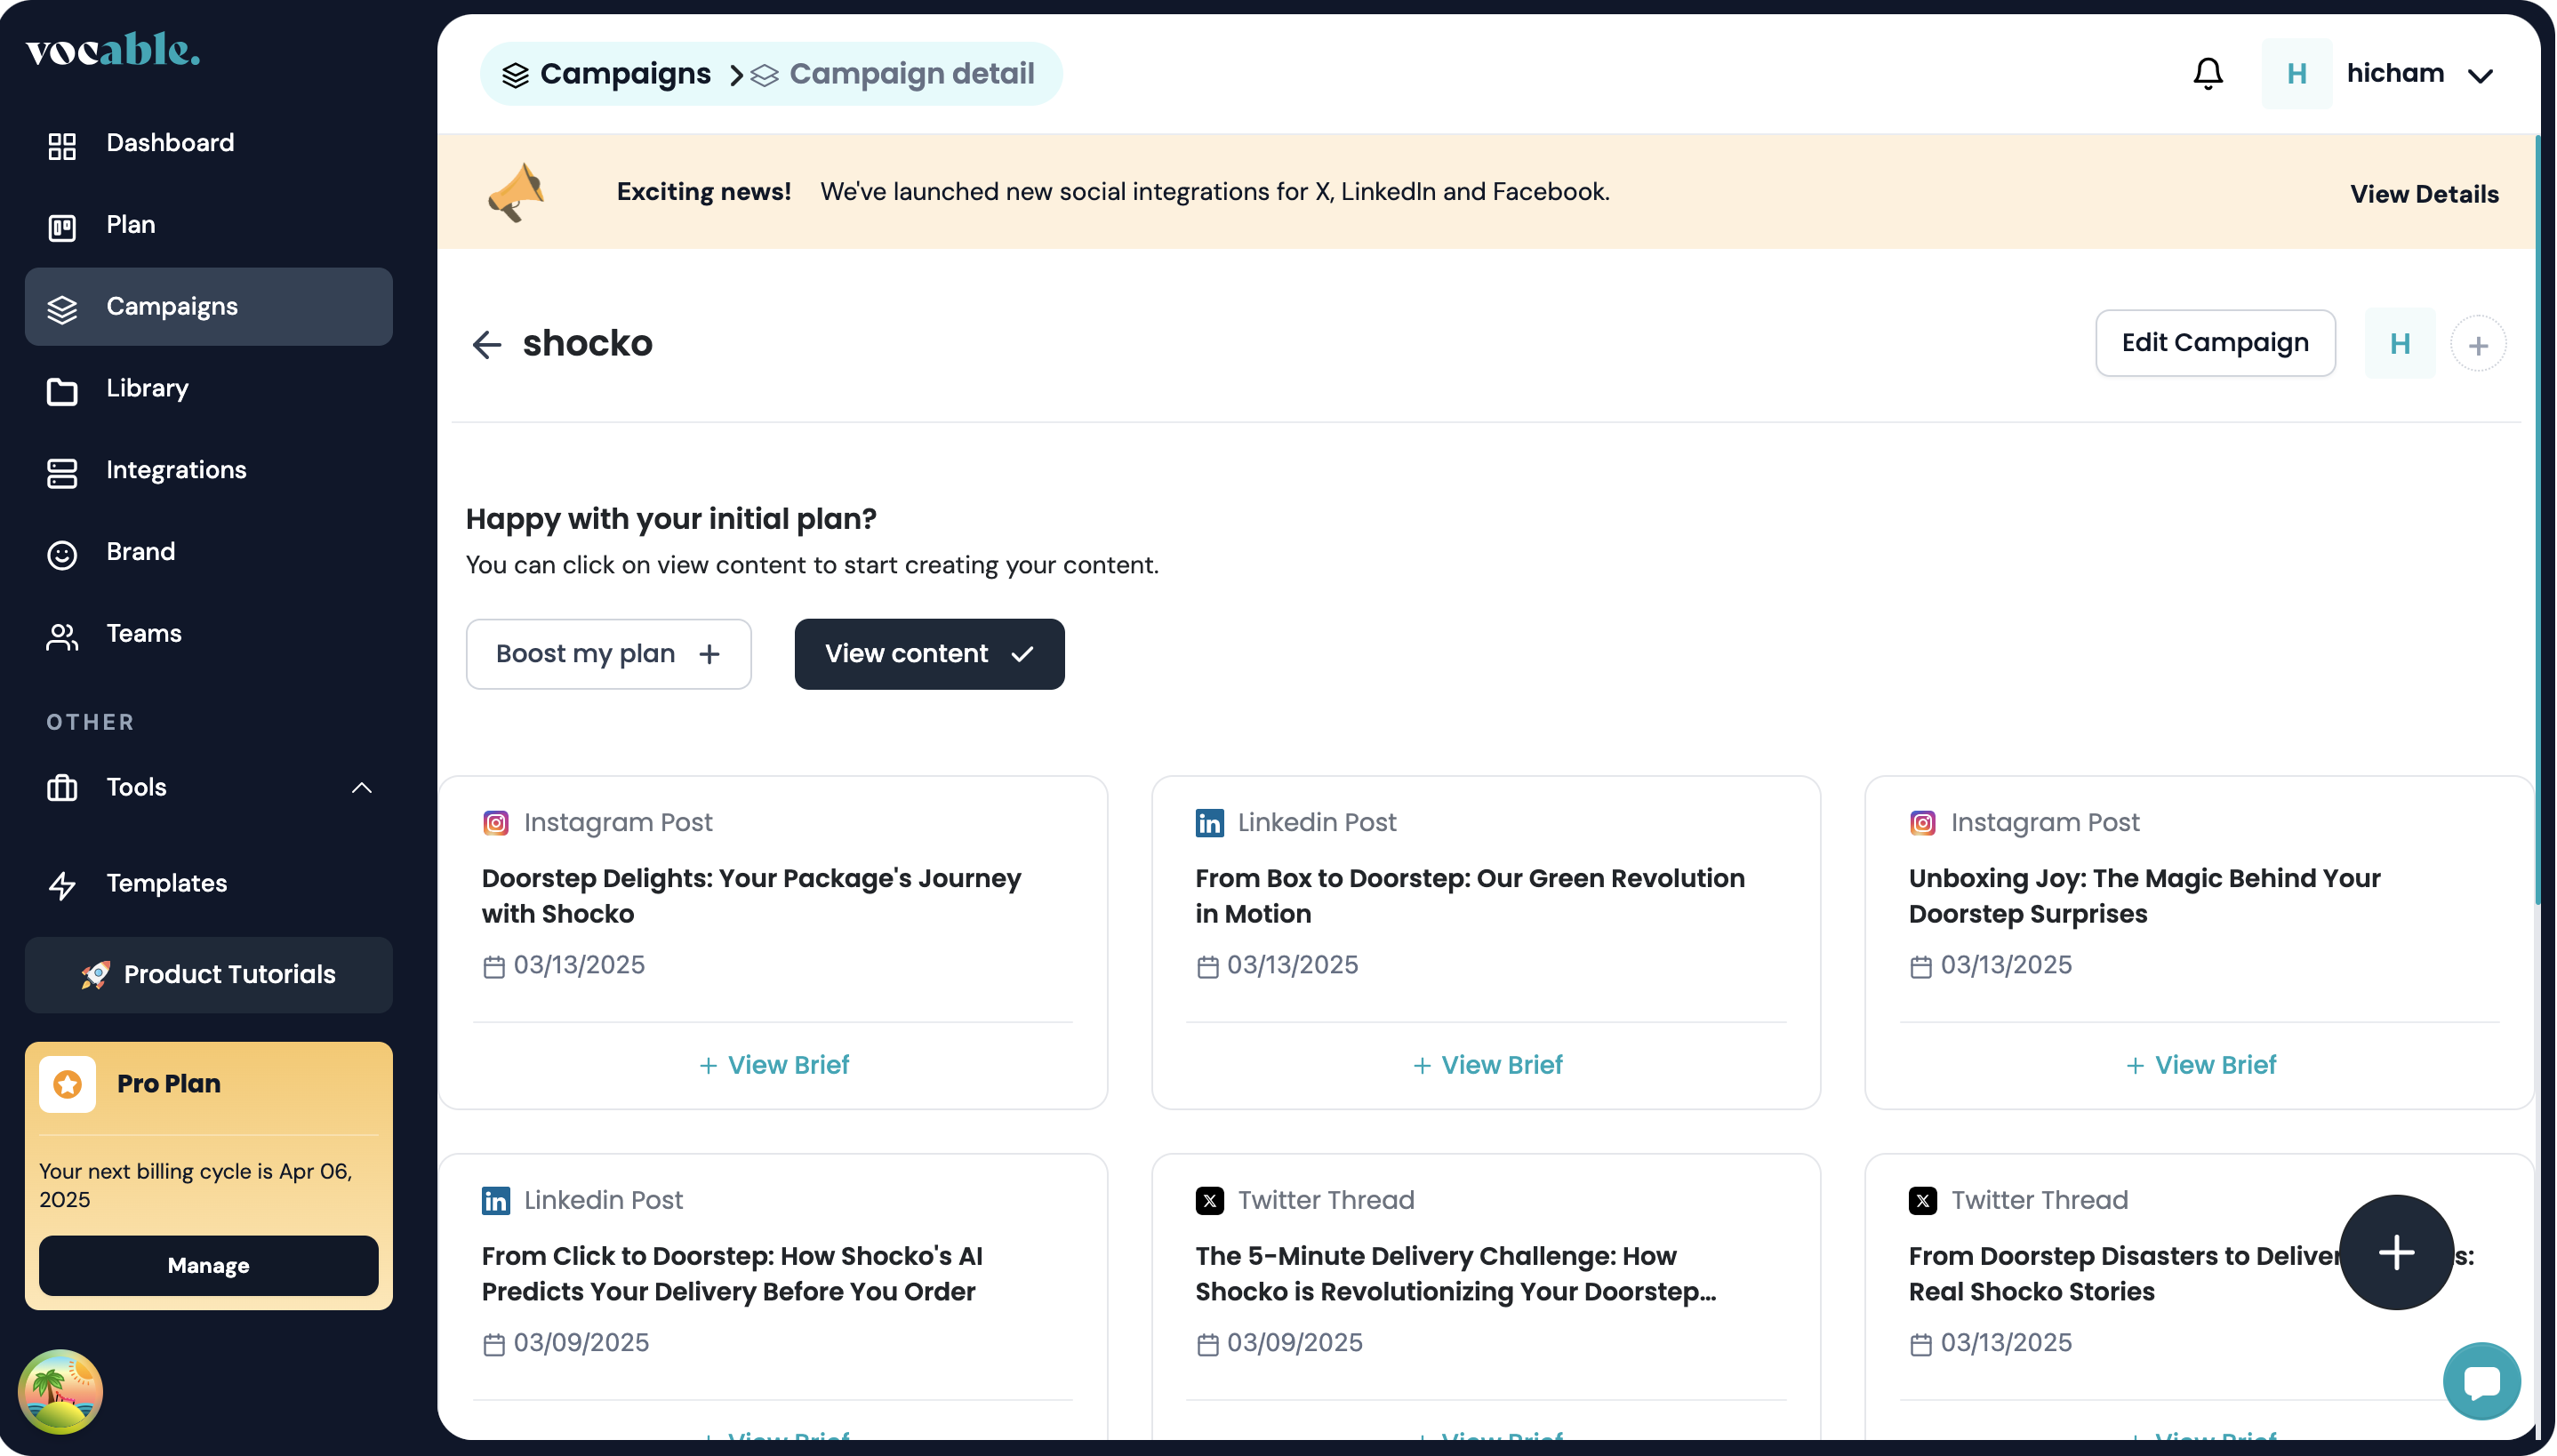 vocable.
Dashboard
Plan
Campaigns
Library
Integrations
Brand
Teams
OTHER
Tools
Templates
🚀 Product Tutorials
Pro Plan
Your next billing cycle is Apr 06,
2025
Manage
Campaigns > Campaign detail
H hicham
Exciting news! We've launched new social integrations for X, LinkedIn and Facebook.
View Details
shocko
Edit Campaign
H +
Happy with your initial plan?
You can click on view content to start creating your content.
Boost my plan +
View content
Instagram Post
Doorstep Delights: Your Package's Journey
with Shocko
03/13/2025
+ View Brief
Linkedin Post
From Box to Doorstep: Our Green Revolution
in Motion
03/13/2025
+ View Brief
Instagram Post
Unboxing Joy: The Magic Behind Your
Doorstep Surprises
03/13/2025
+ View Brief
Linkedin Post
From Click to Doorstep: How Shocko's AI
Predicts Your Delivery Before You Order
03/09/2025
+ View Brief
Twitter Thread
The 5-Minute Delivery Challenge: How
Shocko is Revolutionizing Your Doorstep...
03/09/2025
+ View Brief
Twitter Thread
From Doorstep Disasters to
Real Shocko Stories
03/13/2025
+ View Brief